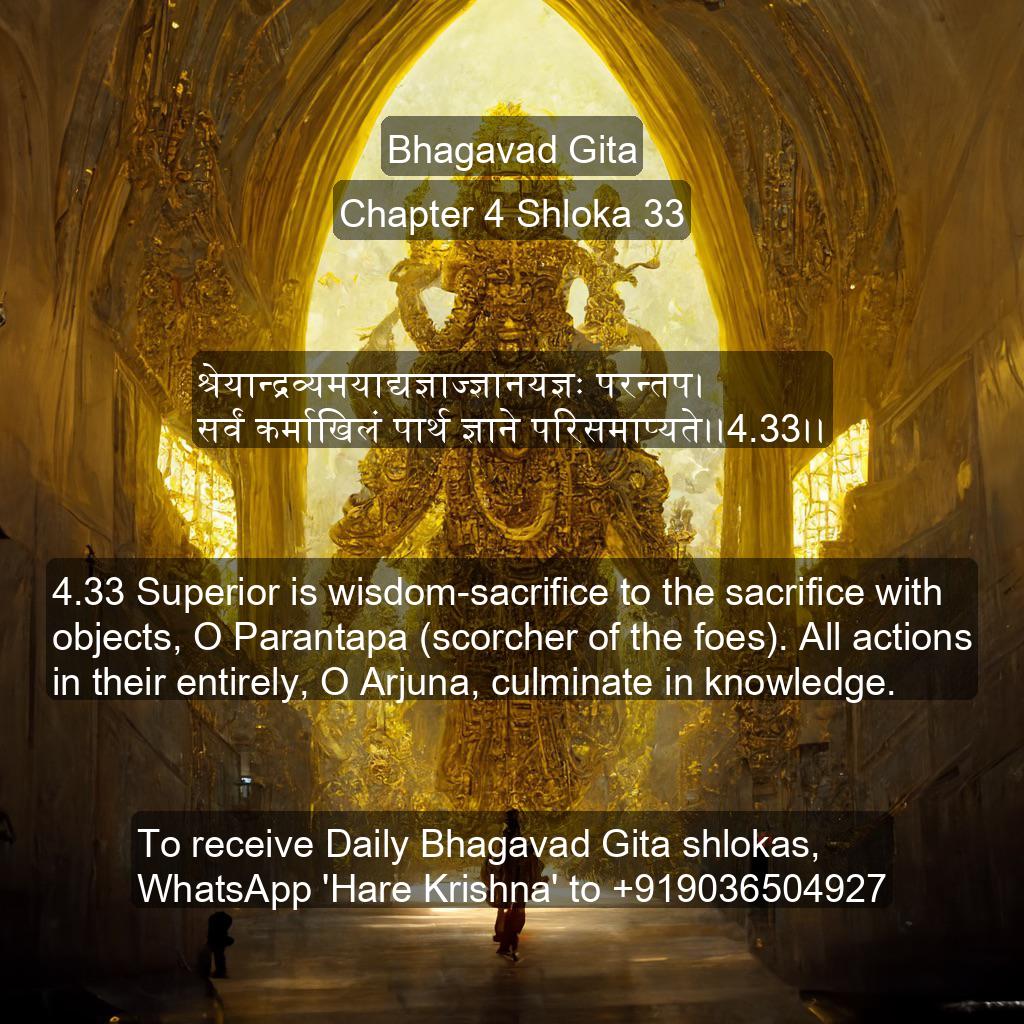 Bhagavad Gita
Chapter 4 Shloka 33
श्रेयान्द्रव्यमयाद्यज्ञाज्ज्ञानयज्ञः परन्तप।
सर्वं कर्माखिलं पार्थ ज्ञाने परिसमाप्यते।।4.33।।
4.33 Superior is wisdom-sacrifice to the sacrifice with
objects, O Parantapa (scorcher of the foes). All actions
in their entirely, O Arjuna, culminate in knowledge.
To receive Daily Bhagavad Gita shlokas,
WhatsApp 'Hare Krishna' to +919036504927